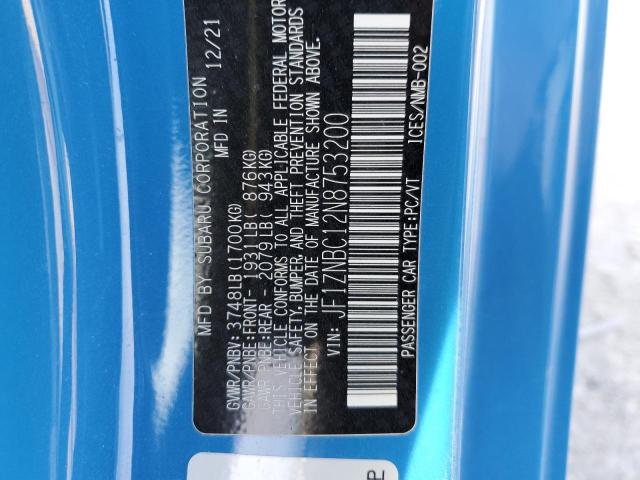 MFD BY SUBARU CORPORATION 12/21
MFD IN
GVWR/PNBV: 3748LB(1700KG)
GAWR/PNBE:FRONT- 1931LB( 876KG)
GAWR/PNBE:REAR - 2079LB( 943KG)
THIS VEHICLE CONFORMS TO ALL APPLICABLE FEDERAL MOTOR
VEHICLE SAFETY, BUMPER, AND THEFT PREVENTION STANDARDS
IN EFFECT ON THE DATE OF MANUFACTURE SHOWN ABOVE.
VIN: JF1ZNBC12N8753200
PASSENGER CAR TYPE:PC/VT ICES/NMB-002